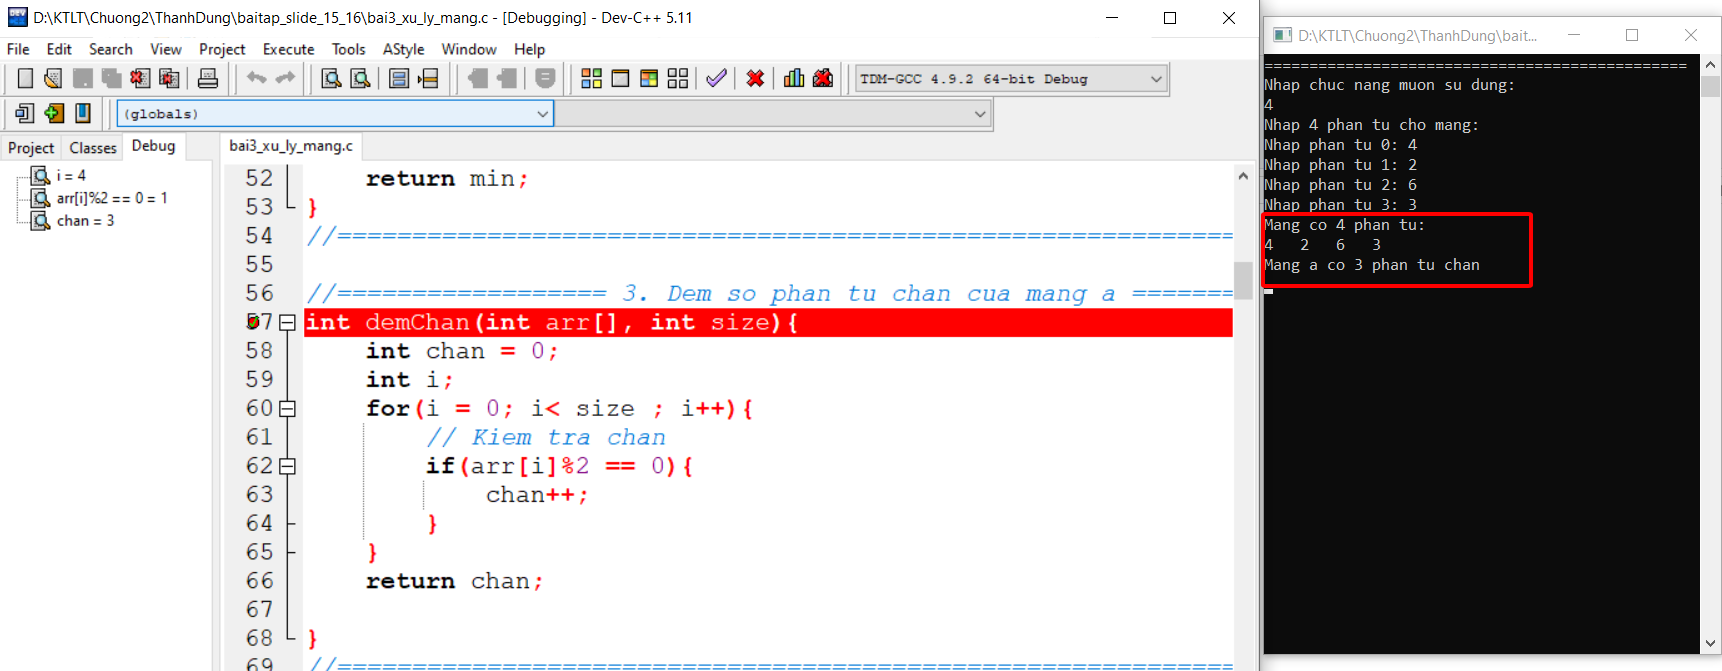 D:\KTLT\Chuong2\ThanhDung\baitap_slide_15_16\bai3_xu_ly_mang.c - [Debugging] - Dev-C++ 5.11
File Edit Search View Project Execute Tools AStyle Window Help
TDM-GCC 4.9.2 64-bit Debug
(globals)
Project Classes Debug
i = 4
arr[i]%2 == 0 = 1
chan = 3
bai3_xu_ly_mang.c
52 return min;
53 }
54 //============================================================
55
56 //================== 3. Dem so phan tu chan cua mang a =======
57 int demChan(int arr[], int size){
58 int chan = 0;
59 int i;
60 for(i = 0; i< size ; i++){
61 // Kiem tra chan
62 if(arr[i]%2 == 0){
63 chan++;
64 }
65 }
66 return chan;
67
68 }
69 //============================================================
D:\KTLT\Chuong2\ThanhDung\bait...
===============================================
Nhap chuc nang muon su dung:
4
Nhap 4 phan tu cho mang:
Nhap phan tu 0: 4
Nhap phan tu 1: 2
Nhap phan tu 2: 6
Nhap phan tu 3: 3
Mang co 4 phan tu:
4 2 6 3
Mang a co 3 phan tu chan